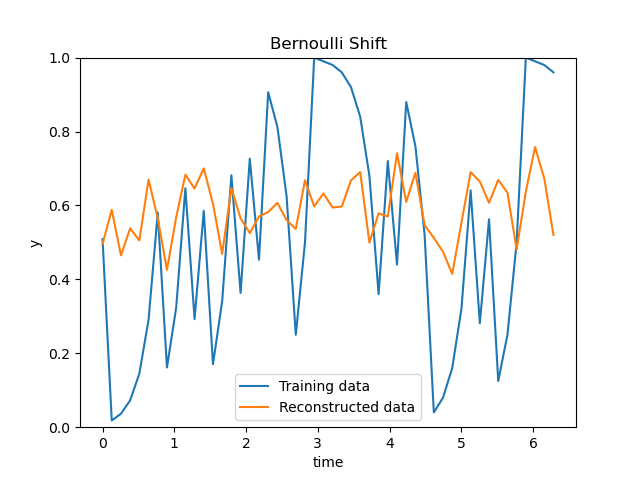 Bernoulli Shift
1.0
0.8
0.6
0.4
0.2
0.0
y
Training data
Reconstructed data
0 1 2 3 4 5 6
time